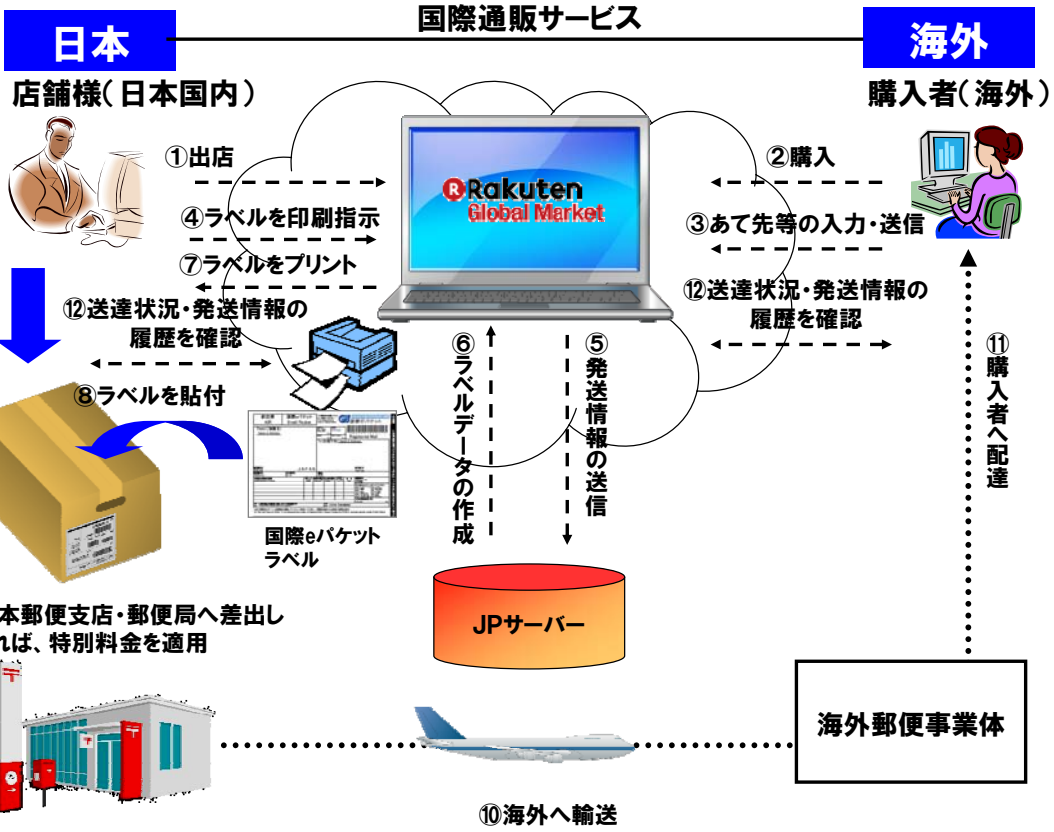 国際通販サービス
日本
海外
店舗様(日本国内)
購入者(海外)
①出店
②購入
Rakuten
Global Market
④ラベルを印刷指示
③あて先等の入力・送信
⑦ラベルをプリント
⑫送達状況・発送情報の
履歴を確認
⑫送達状況・発送情報の
履歴を確認
⑥ラベルデータの作成
⑤発送情報の送信
⑪購入者へ配達
⑧ラベルを貼付
国際eパケット
ラベル
本郵便支店・郵便局へ差出し
れば、特別料金を適用
JPサーバー
海外郵便事業体
⑩海外へ輸送